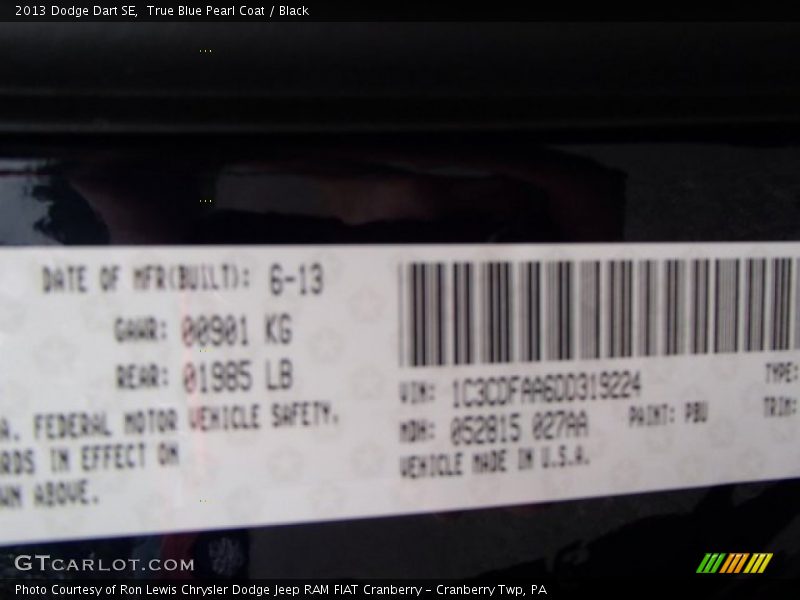 2013 Dodge Dart SE,  True Blue Pearl Coat / Black
DATE OF MFR(BUILT): 6-13
GAWR: 00901 KG
REAR: 01985 LB
A. FEDERAL MOTOR VEHICLE SAFETY.
RDS IN EFFECT ON
WN ABOVE.
VIN: 1C3CDFAA6DD319224
TYPE:
MDH: 052815 027AA
PAINT: PBU
TRIM:
VEHICLE MADE IN U.S.A.
GTCARLOT.COM
Photo Courtesy of Ron Lewis Chrysler Dodge Jeep RAM FIAT Cranberry - Cranberry Twp, PA